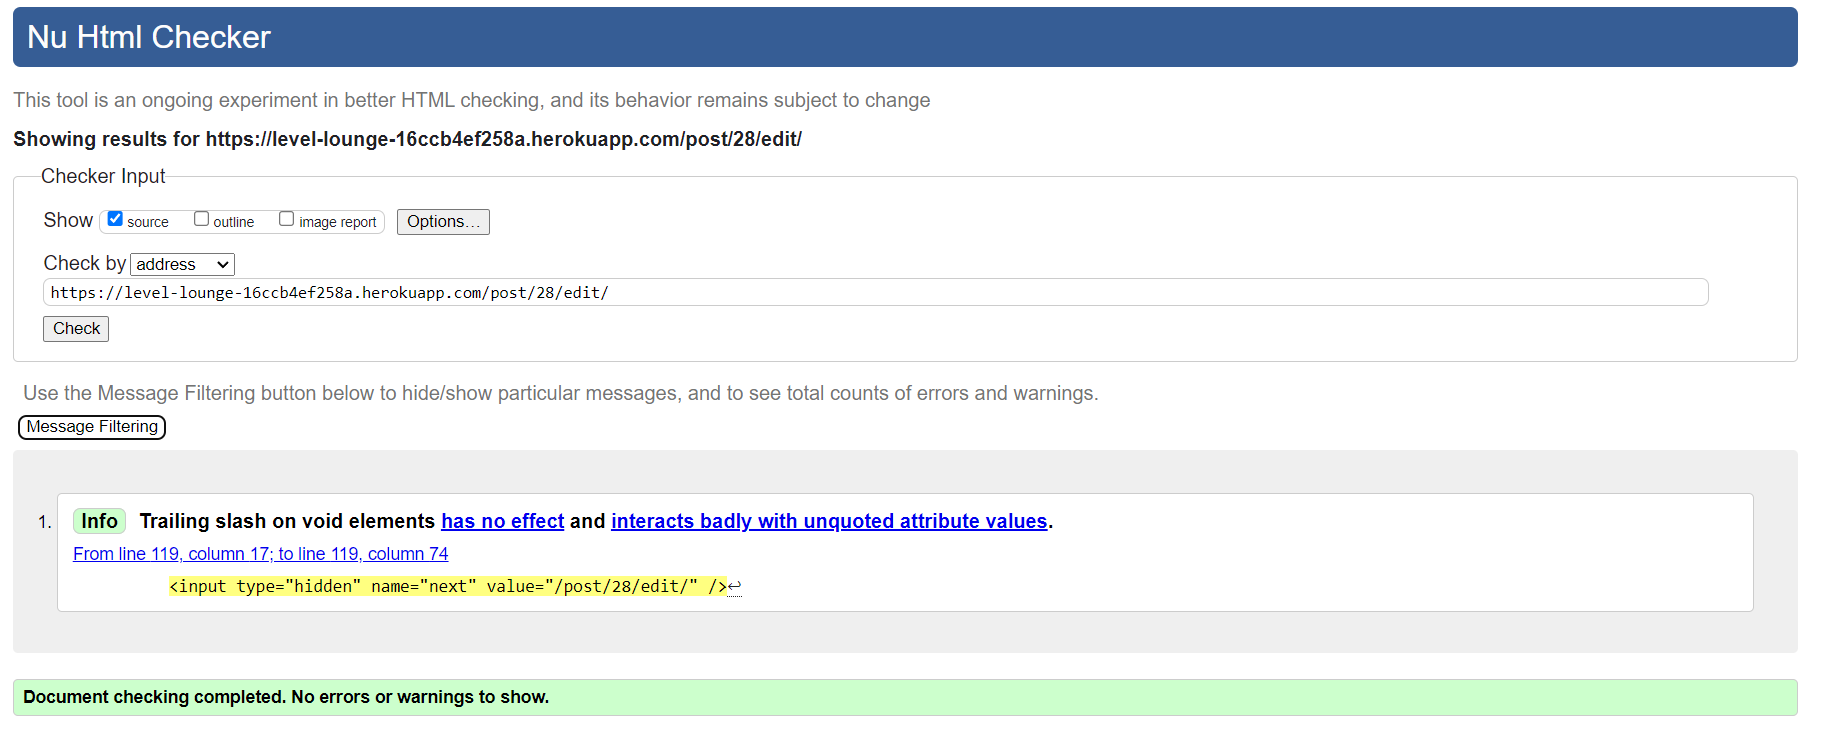 Nu Html Checker
This tool is an ongoing experiment in better HTML checking, and its behavior remains subject to change
Showing results for https://level-lounge-16ccb4ef258a.herokuapp.com/post/28/edit/
Checker Input
Show source outline image report Options...
Check by address
https://level-lounge-16ccb4ef258a.herokuapp.com/post/28/edit/
Check
Use the Message Filtering button below to hide/show particular messages, and to see total counts of errors and warnings.
Message Filtering
1. Info Trailing slash on void elements has no effect and interacts badly with unquoted attribute values.
From line 119, column 17; to line 119, column 74
<input type="hidden" name="next" value="/post/28/edit/" />↩
Document checking completed. No errors or warnings to show.